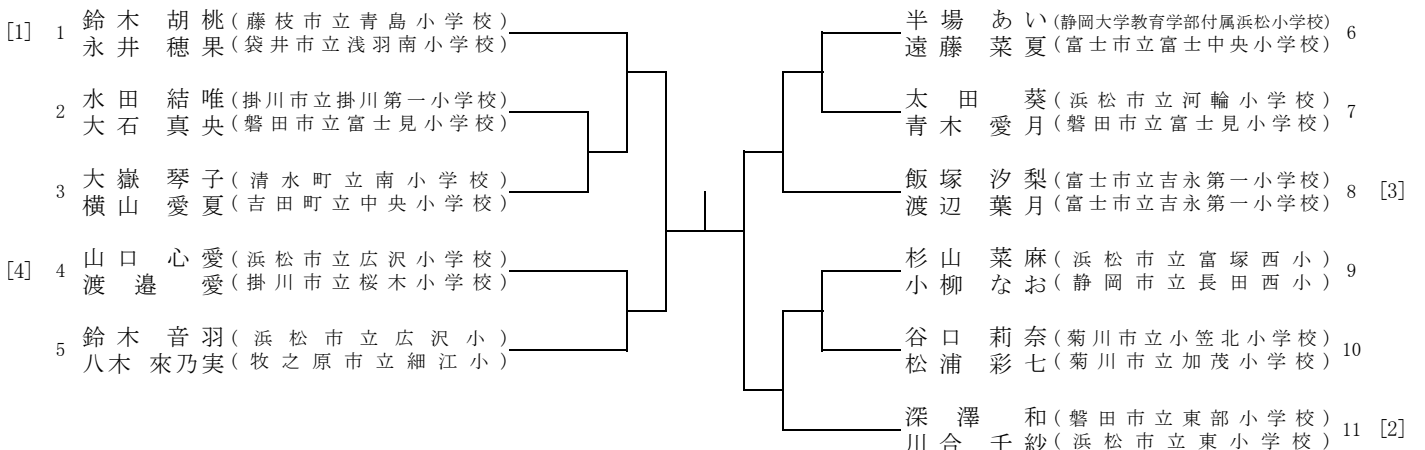 [1] 1 鈴木 胡桃(藤枝市立青島小学校)
永井 穂果(袋井市立浅羽南小学校)
2 水田 結唯(掛川市立掛川第一小学校)
大石 真央(磐田市立富士見小学校)
3 大嶽 琴子(清水町立南小学校)
横山 愛夏(吉田町立中央小学校)
[4] 4 山口 心愛(浜松市立広沢小学校)
渡邉 愛(掛川市立桜木小学校)
5 鈴木 音羽(浜松市立広沢小)
八木 來乃実(牧之原市立細江小)
半場 あい(静岡大学教育学部付属浜松小学校) 6
遠藤 菜夏(富士市立富士中央小学校)
太田 葵(浜松市立河輪小学校) 7
青木 愛月(磐田市立富士見小学校)
飯塚 汐梨(富士市立吉永第一小学校) 8 [3]
渡辺 葉月(富士市立吉永第一小学校)
杉山 菜麻(浜松市立富塚西小) 9
小柳 なお(静岡市立長田西小)
谷口 莉奈(菊川市立小笠北小学校) 10
松浦 彩七(菊川市立加茂小学校)
深澤 和(磐田市立東部小学校) 11 [2]
川合 千紗(浜松市立東小学校)